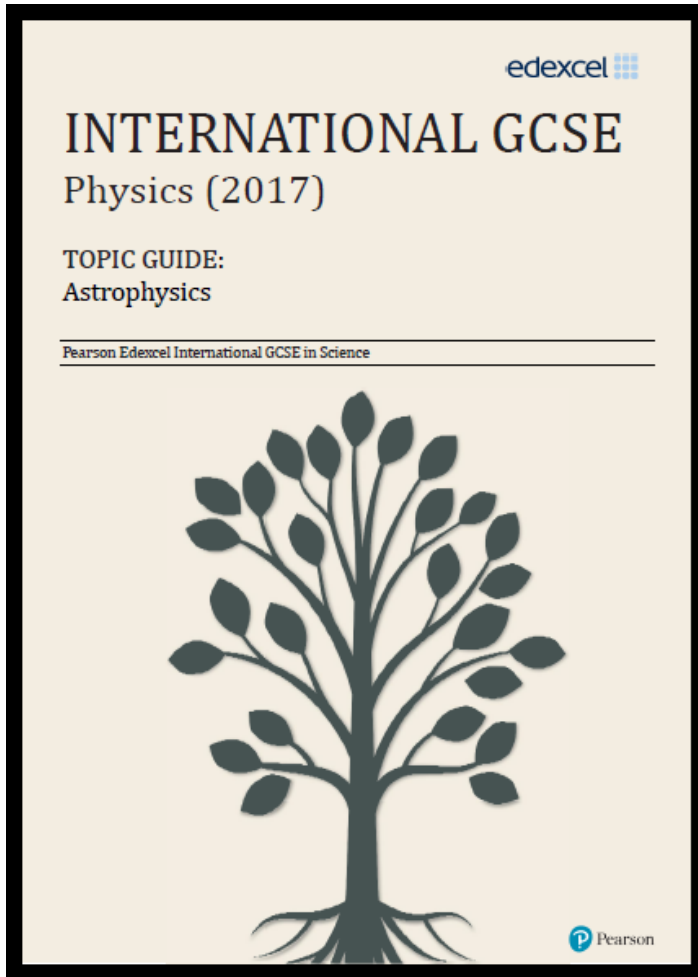 edexcel
INTERNATIONAL GCSE
Physics (2017)
TOPIC GUIDE:
Astrophysics
Pearson Edexcel International GCSE in Science
Pearson